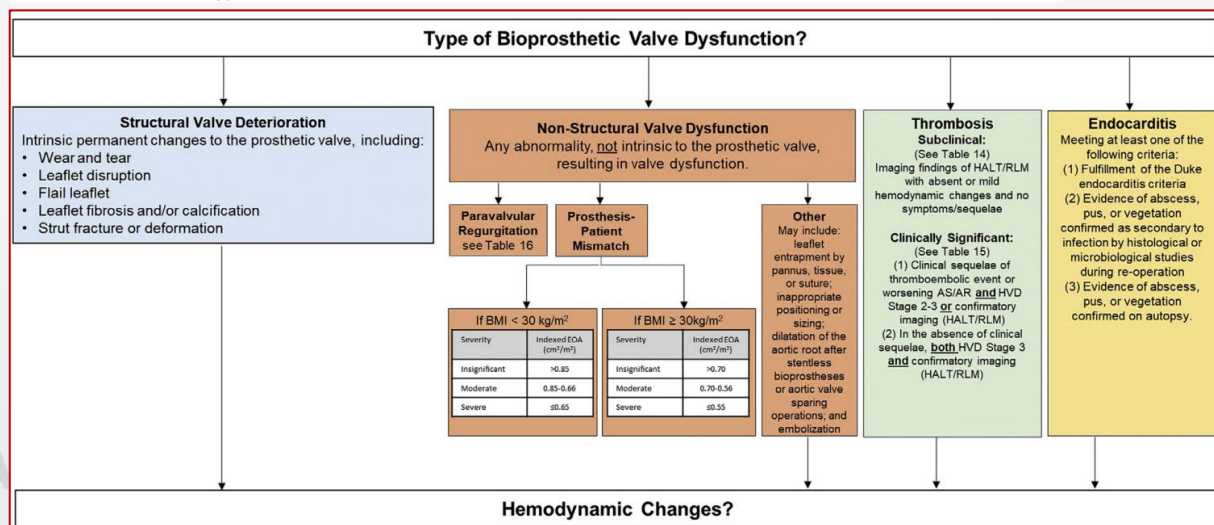 Type of Bioprosthetic Valve Dysfunction?
Structural Valve Deterioration
Intrinsic permanent changes to the prosthetic valve, including:
• Wear and tear
• Leaflet disruption
• Flail leaflet
• Leaflet fibrosis and/or calcification
• Strut fracture or deformation
Non-Structural Valve Dysfunction
Any abnormality, not intrinsic to the prosthetic valve,
resulting in valve dysfunction.
Paravalvular
Regurgitation
see Table 16
Prosthesis-
Patient
Mismatch
If BMI < 30 kg/m²
Severity Indexed EOA (cm²/m²)
Insignificant >0.85
Moderate 0.85-0.66
Severe ≤0.65
If BMI ≥ 30kg/m²
Severity Indexed EOA (cm²/m²)
Insignificant >0.70
Moderate 0.70-0.56
Severe ≤0.55
Other
May include:
leaflet
entrapment by
pannus, tissue,
or suture;
inappropriate
positioning or
sizing;
dilatation of the
aortic root after
stentless
bioprostheses
or aortic valve
sparing
operations; and
embolization
Thrombosis
Subclinical:
(See Table 14)
Imaging findings of HALT/RLM
with absent or mild
hemodynamic changes and no
symptoms/sequelae
Clinically Significant:
(See Table 15)
(1) Clinical sequelae of
thromboembolic event or
worsening AS/AR and HVD
Stage 2-3 or confirmatory
imaging (HALT/RLM)
(2) In the absence of clinical
sequelae, both HVD Stage 3
and confirmatory imaging
(HALT/RLM)
Endocarditis
Meeting at least one of the
following criteria:
(1) Fulfillment of the Duke
endocarditis criteria
(2) Evidence of abscess,
pus, or vegetation
confirmed as secondary to
infection by histological or
microbiological studies
during re-operation
(3) Evidence of abscess,
pus, or vegetation
confirmed on autopsy.
Hemodynamic Changes?